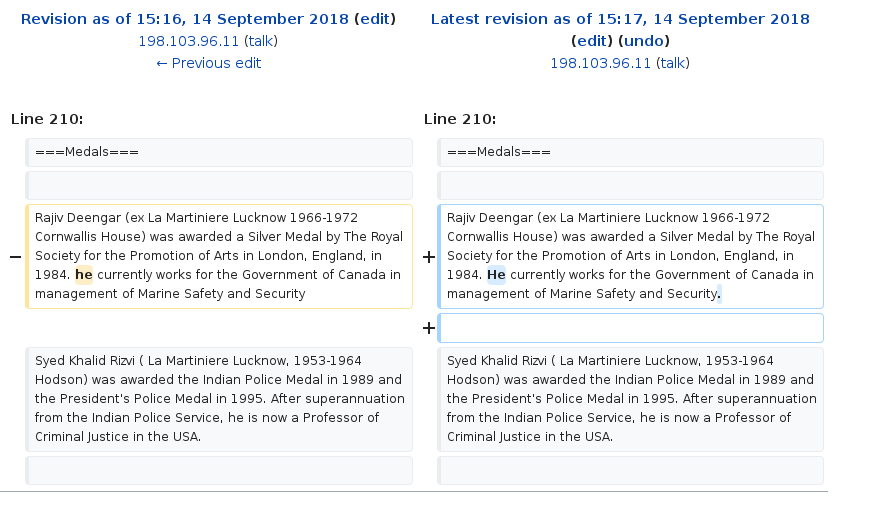 Revision as of 15:16, 14 September 2018 (edit)
198.103.96.11 (talk)
← Previous edit
Latest revision as of 15:17, 14 September 2018
(edit) (undo)
198.103.96.11 (talk)
Line 210:
Line 210:
===Medals===
===Medals===
−
Rajiv Deengar (ex La Martiniere Lucknow 1966-1972
Cornwallis House) was awarded a Silver Medal by The Royal
Society for the Promotion of Arts in London, England, in
1984. he currently works for the Government of Canada in
management of Marine Safety and Security
+
Rajiv Deengar (ex La Martiniere Lucknow 1966-1972
Cornwallis House) was awarded a Silver Medal by The Royal
Society for the Promotion of Arts in London, England, in
1984. He currently works for the Government of Canada in
management of Marine Safety and Security.
+
Syed Khalid Rizvi ( La Martiniere Lucknow, 1953-1964
Hodson) was awarded the Indian Police Medal in 1989 and
the President's Police Medal in 1995. After superannuation
from the Indian Police Service, he is now a Professor of
Criminal Justice in the USA.
Syed Khalid Rizvi ( La Martiniere Lucknow, 1953-1964
Hodson) was awarded the Indian Police Medal in 1989 and
the President's Police Medal in 1995. After superannuation
from the Indian Police Service, he is now a Professor of
Criminal Justice in the USA.